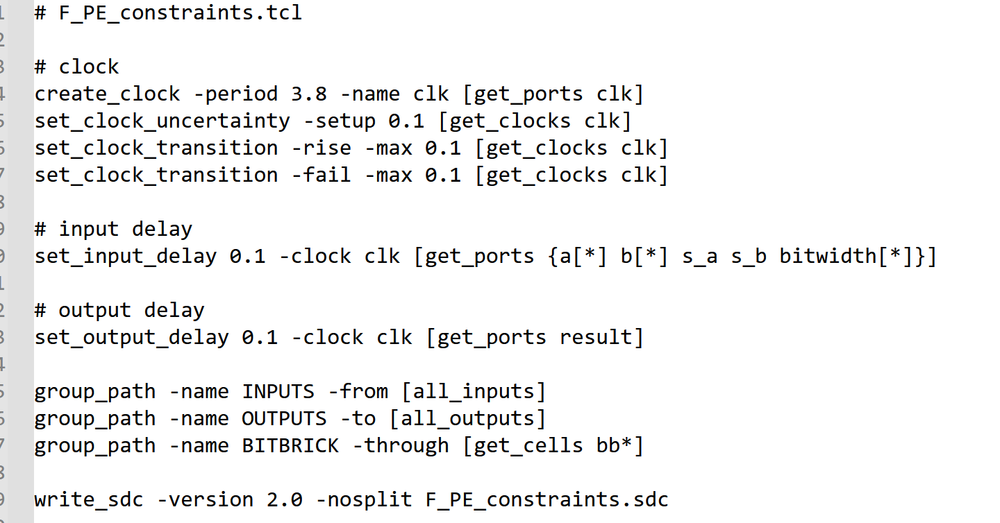 # F_PE_constraints.tcl
# clock
create_clock -period 3.8 -name clk [get_ports clk]
set_clock_uncertainty -setup 0.1 [get_clocks clk]
set_clock_transition -rise -max 0.1 [get_clocks clk]
set_clock_transition -fail -max 0.1 [get_clocks clk]
# input delay
set_input_delay 0.1 -clock clk [get_ports {a[*] b[*] s_a s_b bitwidth[*]}]
# output delay
set_output_delay 0.1 -clock clk [get_ports result]
group_path -name INPUTS -from [all_inputs]
group_path -name OUTPUTS -to [all_outputs]
group_path -name BITBRICK -through [get_cells bb*]
write_sdc -version 2.0 -nosplit F_PE_constraints.sdc